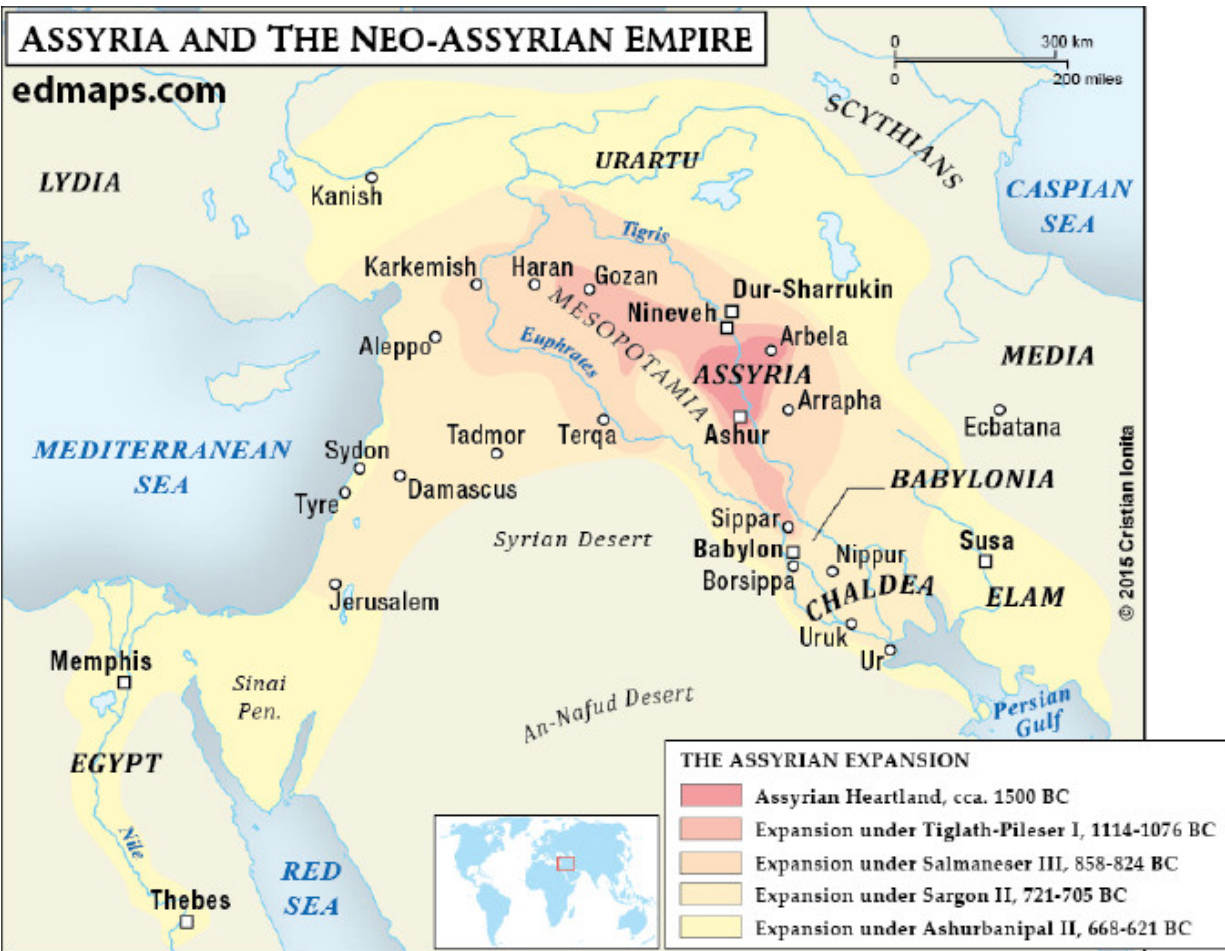 ASSYRIA AND THE NEO-ASSYRIAN EMPIRE
edmaps.com
0
300 km
0
200 miles
SCYTHIANS
LYDIA
Kanish
URARTU
CASPIAN
SEA
Tigris
Karkemish
Haran
Gozan
Dur-Sharrukin
Nineveh
MESOPOTAMIA
Arbela
Aleppo
Euphrates
ASSYRIA
MEDIA
Arrapha
Ecbatana
Ashur
MEDITERRANEAN
SEA
Sydon
Tadmor
Terqa
Tyre
Damascus
BABYLONIA
Syrian Desert
Sippar
Babylon
Borsippa
Nippur
Susa
CHALDEA
ELAM
Jerusalem
Uruk
Ur
© 2015 Cristian Ionita
Memphis
Sinai
Pen.
An-Nafud Desert
Persian
Gulf
EGYPT
Nile
RED
SEA
Thebes
THE ASSYRIAN EXPANSION
Assyrian Heartland, cca. 1500 BC
Expansion under Tiglath-Pileser I, 1114-1076 BC
Expansion under Salmaneser III, 858-824 BC
Expansion under Sargon II, 721-705 BC
Expansion under Ashurbanipal II, 668-621 BC